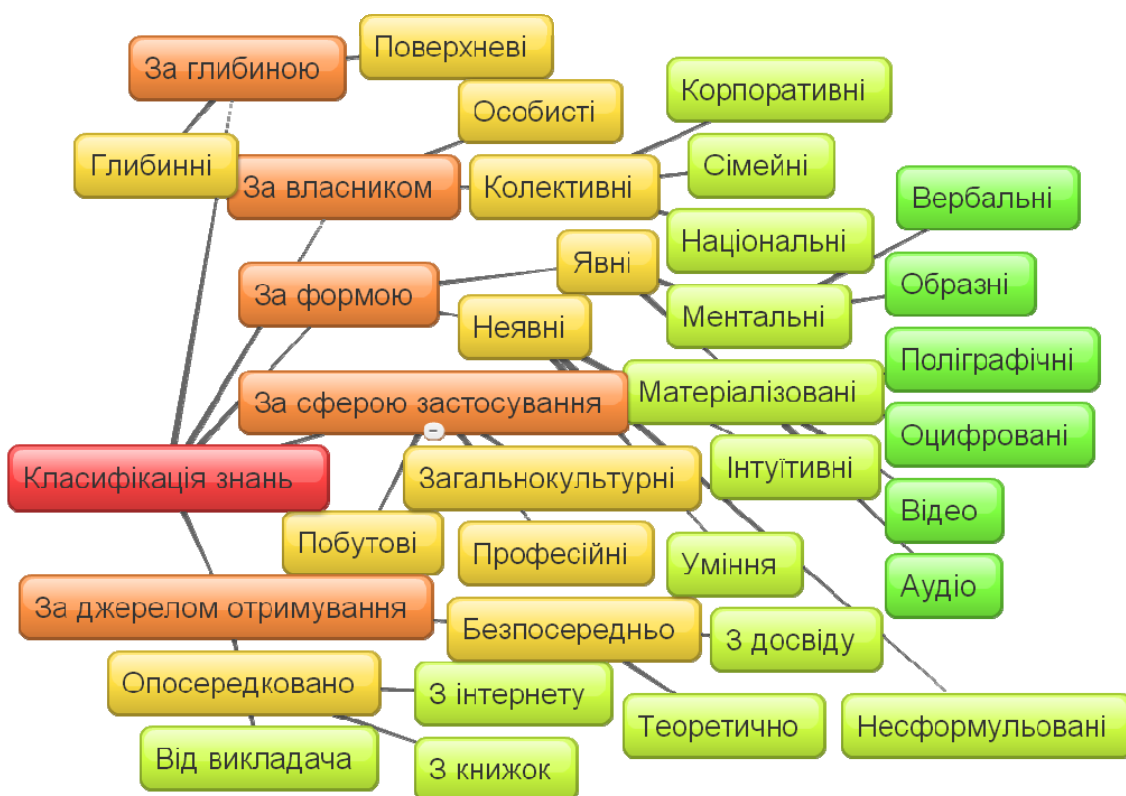 За глибиною
Поверхневі
Глибинні
Особисті
За власником
Колективні
Корпоративні
Сімейні
Національні
Вербальні
За формою
Явні
Неявні
Ментальні
Образні
Поліграфічні
За сферою застосування
Матеріалізовані
Оцифровані
Класифікація знань
Загальнокультурні
Інтуїтивні
Відео
Побутові
Професійні
Уміння
Аудіо
За джерелом отримування
Безпосередньо
З досвіду
Опосередковано
З інтернету
Теоретично
Несформульовані
Від викладача
З книжок